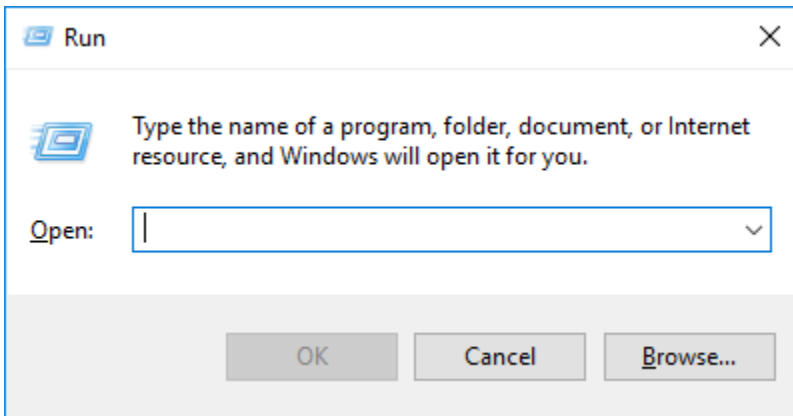 Run
Type the name of a program, folder, document, or Internet
resource, and Windows will open it for you.
Open:
OK Cancel Browse...